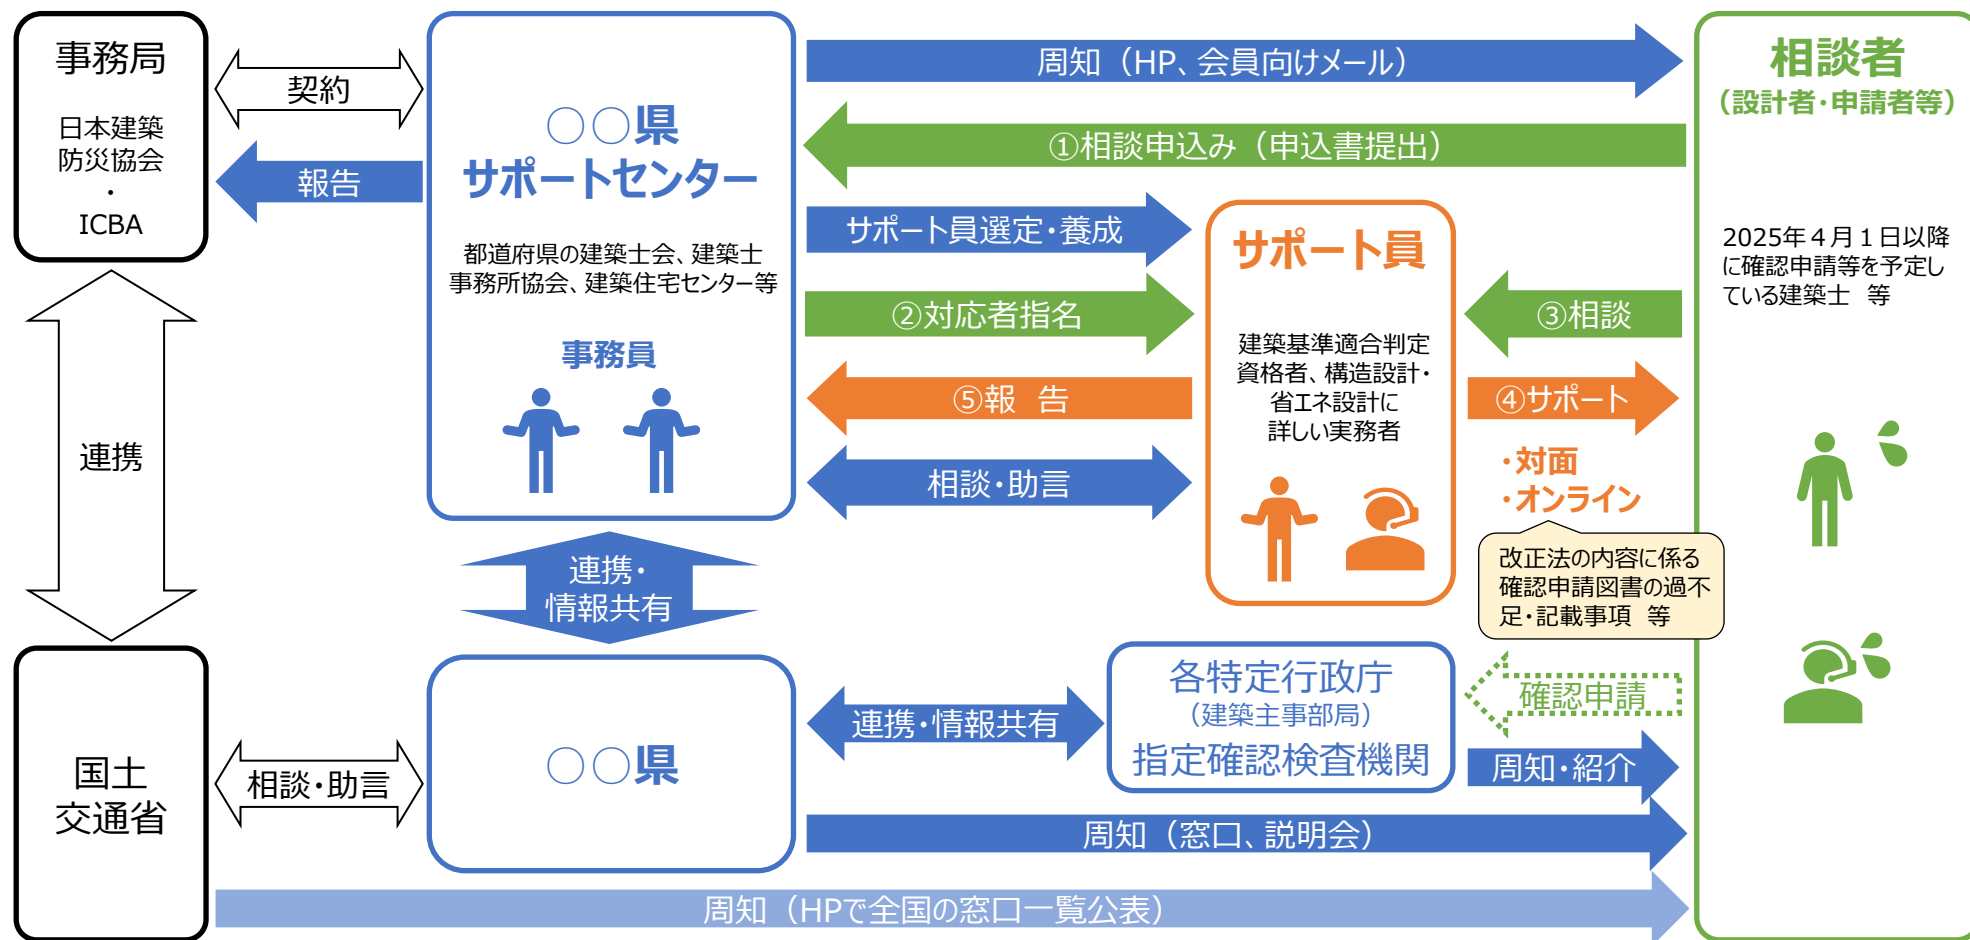 事務局
日本建築
防災協会
・
ICBA
契約
報告
○○県
サポートセンター
都道府県の建築士会、建築士
事務所協会、建築住宅センター等
事務員
周知（HP、会員向けメール）
①相談申込み（申込書提出）
サポート員選定・養成
②対応者指名
⑤報　告
相談・助言
サポート員
建築基準適合判定
資格者、構造設計・
省エネ設計に
詳しい実務者
③相談
④サポート
・対面
・オンライン
改正法の内容に係る
確認申請図書の過不
足・記載事項　等
相談者
（設計者・申請者等）
2025年４月１日以降
に確認申請等を予定し
ている建築士　等
連携
連携・
情報共有
国土
交通省
相談・助言
○○県
連携・情報共有
各特定行政庁
（建築主事部局）
指定確認検査機関
確認申請
周知・紹介
周知（窓口、説明会）
周知（HPで全国の窓口一覧公表）